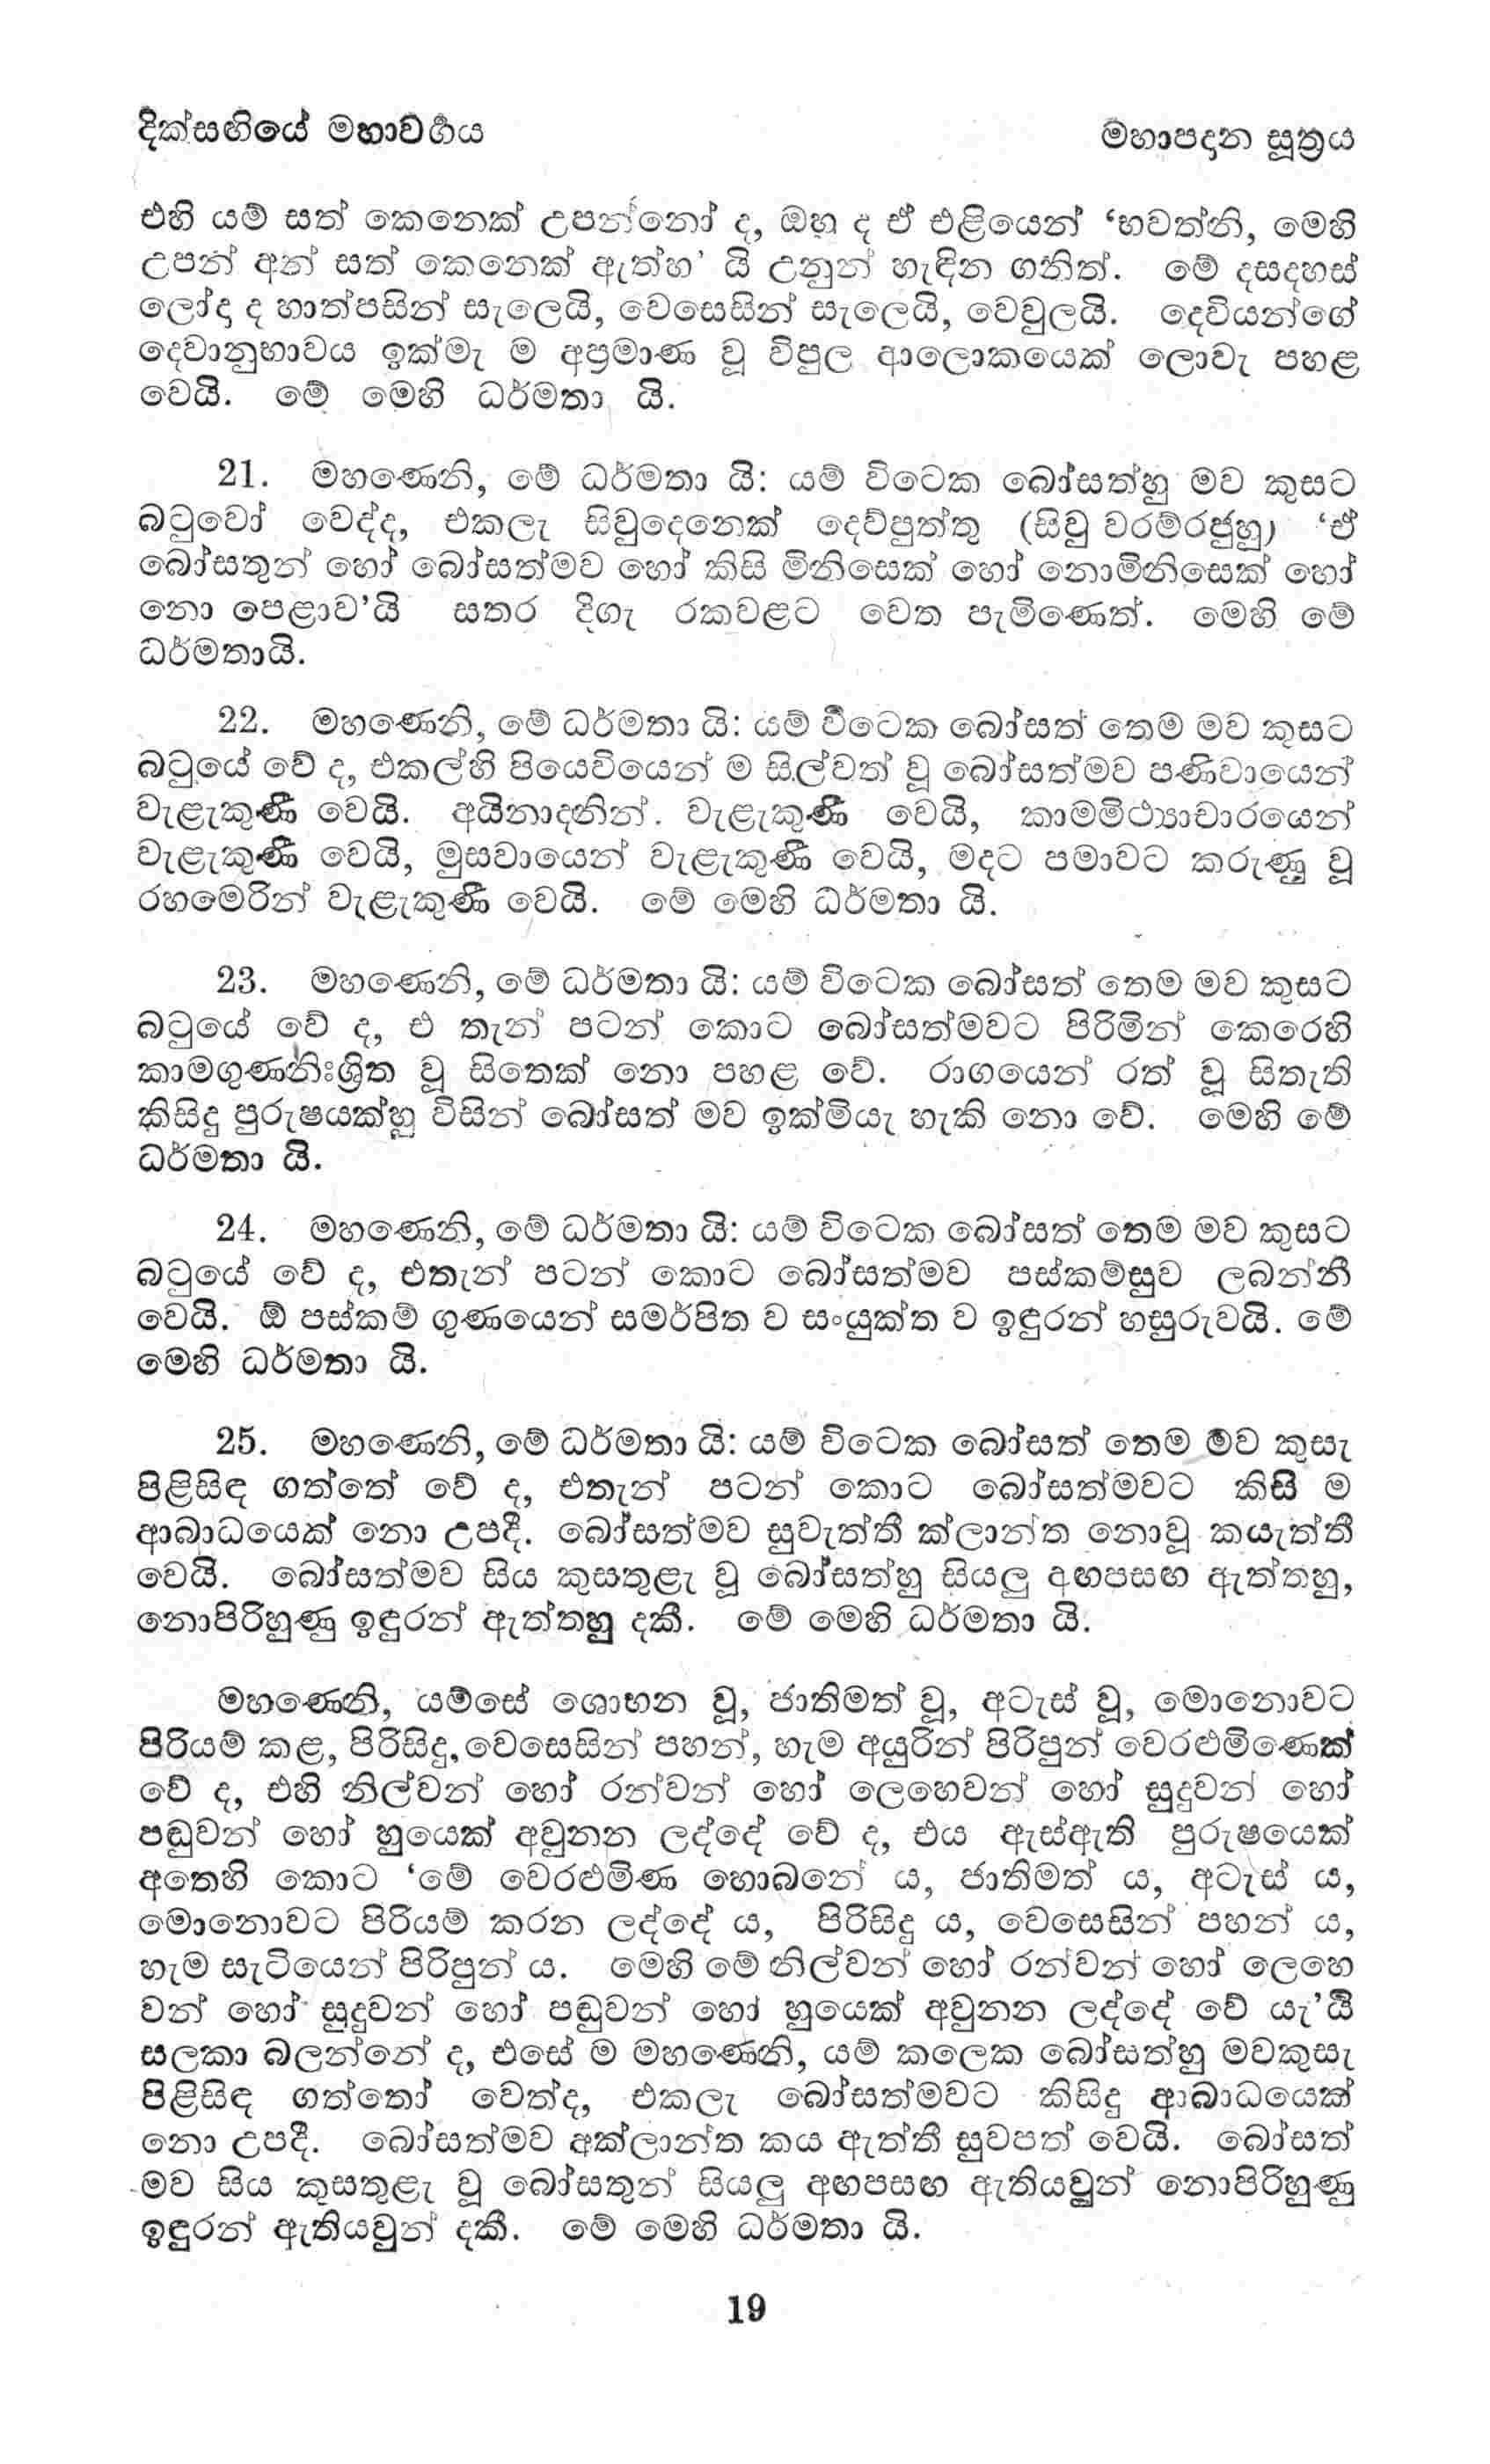 දික්සඟියේ මහාවර්‍ගය
මහාපදාන සූත්‍රය
එහි යම් සත් කෙනෙක් උපන්නෝ ද, ඔහු ද ඒ එළියෙන් ‘භවත්නි, මෙහි
උපන් අන් සත් කෙනෙක් ඇත්හ’ යි උනුන් හැඳින ගනිත්. මේ දසදහස්
ලෝදා ද හාත්පසින් සැලෙයි, වෙසෙසින් සැලෙයි, වෙවුලයි. දෙවියන්ගේ
දෙවානුභාවය ඉක්මැ ම අප්‍රමාණ වූ විපුල ආලොකයෙක් ලොවැ පහළ
වෙයි. මේ මෙහි ධර්මතා යි.
21. මහණෙනි, මේ ධර්මතා යි: යම් විටෙක බෝසත්හු මව කුසට
බටුවෝ වෙද්ද, එකලැ සිවුදෙනෙක් දෙව්පුත්තු (සිවු වරම්රජුහු) ‘ඒ
බෝසතුන් හෝ බෝසත්මව හෝ කිසි මිනිසෙක් හෝ නොමිනිසෙක් හෝ
නො පෙළාව’යි සතර දිගැ රකවළට වෙත පැමිණෙත්. මෙහි මේ
ධර්මතායි.
22. මහණෙනි, මේ ධර්මතා යි: යම් විටෙක බෝසත් තෙම මව කුසට
බටුයේ වේ ද, එකල්හි පියෙවියෙන් ම සිල්වත් වූ බෝසත්මව පණිවායෙන්
වැළැකුණී වෙයි. අයිනාදනින්. වැළැකුණී වෙයි, කාමමිථ්‍යාචාරයෙන්
වැළැකුණී වෙයි, මුසවායෙන් වැළැකුණී වෙයි, මදට පමාවට කරුණු වූ
රහමෙරින් වැළැකුණී වෙයි. මේ මෙහි ධර්මතා යි.
23. මහණෙනි, මේ ධර්මතා යි: යම් විටෙක බෝසත් තෙම මව කුසට
බටුයේ වේ ද, එ තැන් පටන් කොට බෝසත්මවට පිරිමින් කෙරෙහි
කාමගුණනිඃශ්‍රිත වූ සිතෙක් නො පහළ වේ. රාගයෙන් රත් වූ සිතැති
කිසිදු පුරුෂයක්හු විසින් බෝසත් මව ඉක්මියැ හැකි නො වේ. මෙහි මේ
ධර්මතා යි.
24. මහණෙනි, මේ ධර්මතා යි: යම් විටෙක බෝසත් තෙම මව කුසට
බටුයේ වේ ද, එතැන් පටන් කොට බෝසත්මව පස්කම්සුව ලබන්නී
වෙයි. ඕ පස්කම් ගුණයෙන් සමර්පිත ව සංයුක්ත ව ඉඳුරන් හසුරුවයි. මේ
මෙහි ධර්මතා යි.
25. මහණෙනි, මේ ධර්මතා යි: යම් විටෙක බෝසත් තෙම මව කුසැ
පිළිසිඳ ගත්තේ වේ ද, එතැන් පටන් කොට බෝසත්මවට කිසි ම
ආබාධයෙක් නො උපදී. බෝසත්මව සුවැත්තී ක්ලාන්ත නොවූ කයැත්තී
වෙයි. බෝසත්මව සිය කුසතුළැ වූ බෝසත්හු සියලු අඟපසඟ ඇත්තහු,
නොපිරිහුණු ඉඳුරන් ඇත්තහු දකී. මේ මෙහි ධර්මතා යි.
මහණෙනි, යම්සේ ශොභන වූ, ජාතිමත් වූ, අටැස් වූ, මොනොවට
පිරියම් කළ, පිරිසිදු, වෙසෙසින් පහන්, හැම අයුරින් පිරිපුන් වෙරළුමිණෙක්
වේ ද, එහි නිල්වන් හෝ රන්වන් හෝ ලෙහෙවන් හෝ සුදුවන් හෝ
පඬුවන් හෝ හුයෙක් අවුනන ලද්දේ වේ ද, එය ඇස්ඇති පුරුෂයෙක්
අතෙහි කොට ‘මේ වෙරළුමිණ හොබනේ ය, ජාතිමත් ය, අටැස් ය,
මොනොවට පිරියම් කරන ලද්දේ ය, පිරිසිදු ය, වෙසෙසින් පහන් ය,
හැම සැටියෙන් පිරිපුන් ය. මෙහි මේ නිල්වන් හෝ රන්වන් හෝ ලෙහෙ
වන් හෝ සුදුවන් හෝ පඬුවන් හෝ හුයෙක් අවුනන ලද්දේ වේ යැ’යි
සලකා බලන්නේ ද, එසේ ම මහණෙනි, යම් කලෙක බෝසත්හු මවකුසැ
පිළිසිඳ ගත්තෝ වෙත්ද, එකලැ බෝසත්මවට කිසිදු ආබාධයෙක්
නො උපදී. බෝසත්මව අක්ලාන්ත කය ඇත්තී සුවපත් වෙයි. බෝසත්
මව සිය කුසතුළැ වූ බෝසතුන් සියලු අඟපසඟ ඇතියවුන් නොපිරිහුණු
ඉඳුරන් ඇතියවුන් දකී. මේ මෙහි ධර්මතා යි.
19